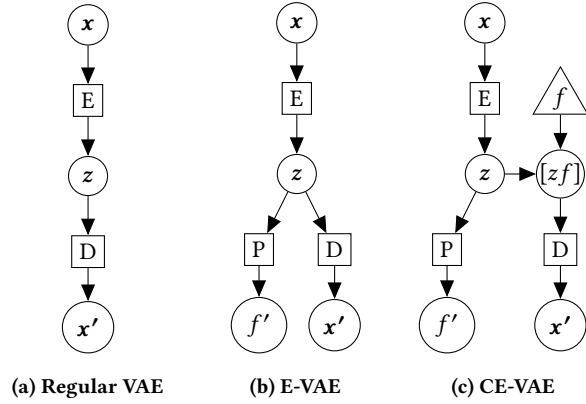 x x x
E E E f
z z z [zf]
D P D P D
x′ f′ x′ f′ x′
(a) Regular VAE (b) E-VAE (c) CE-VAE